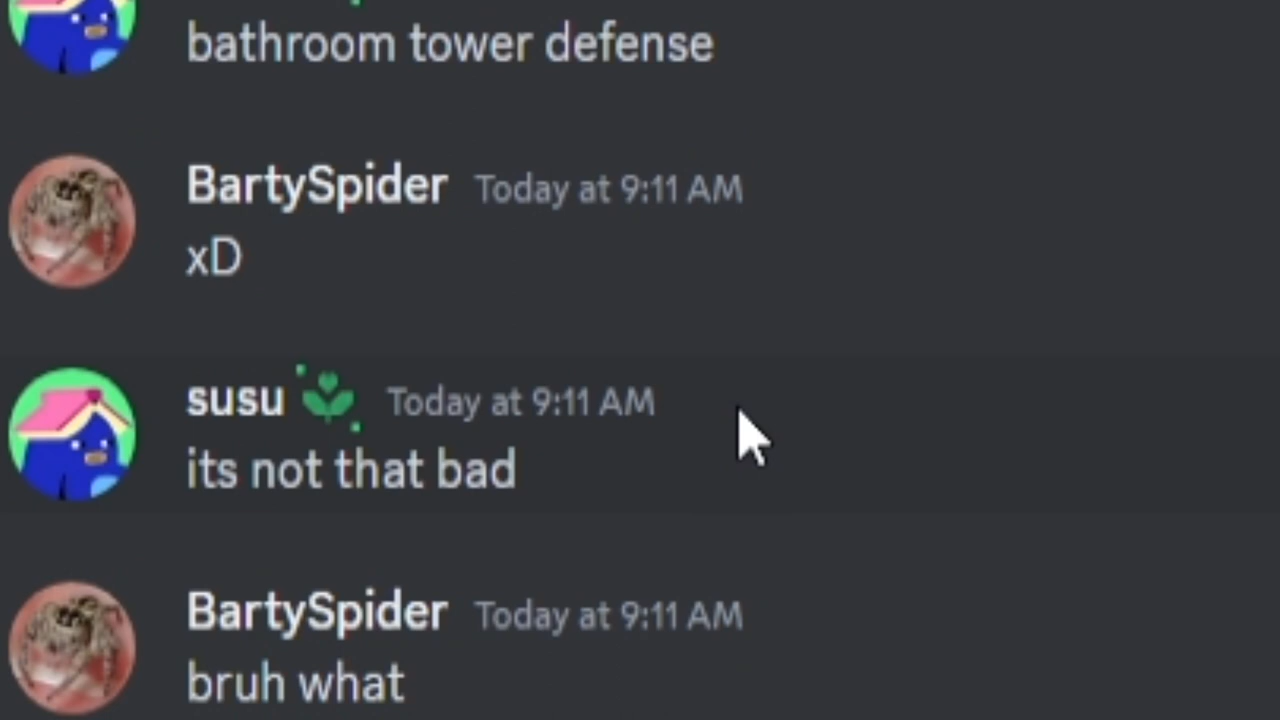 bathroom tower defense
BartySpider Today at 9:11 AM
xD
susu Today at 9:11 AM
its not that bad
BartySpider Today at 9:11 AM
bruh what